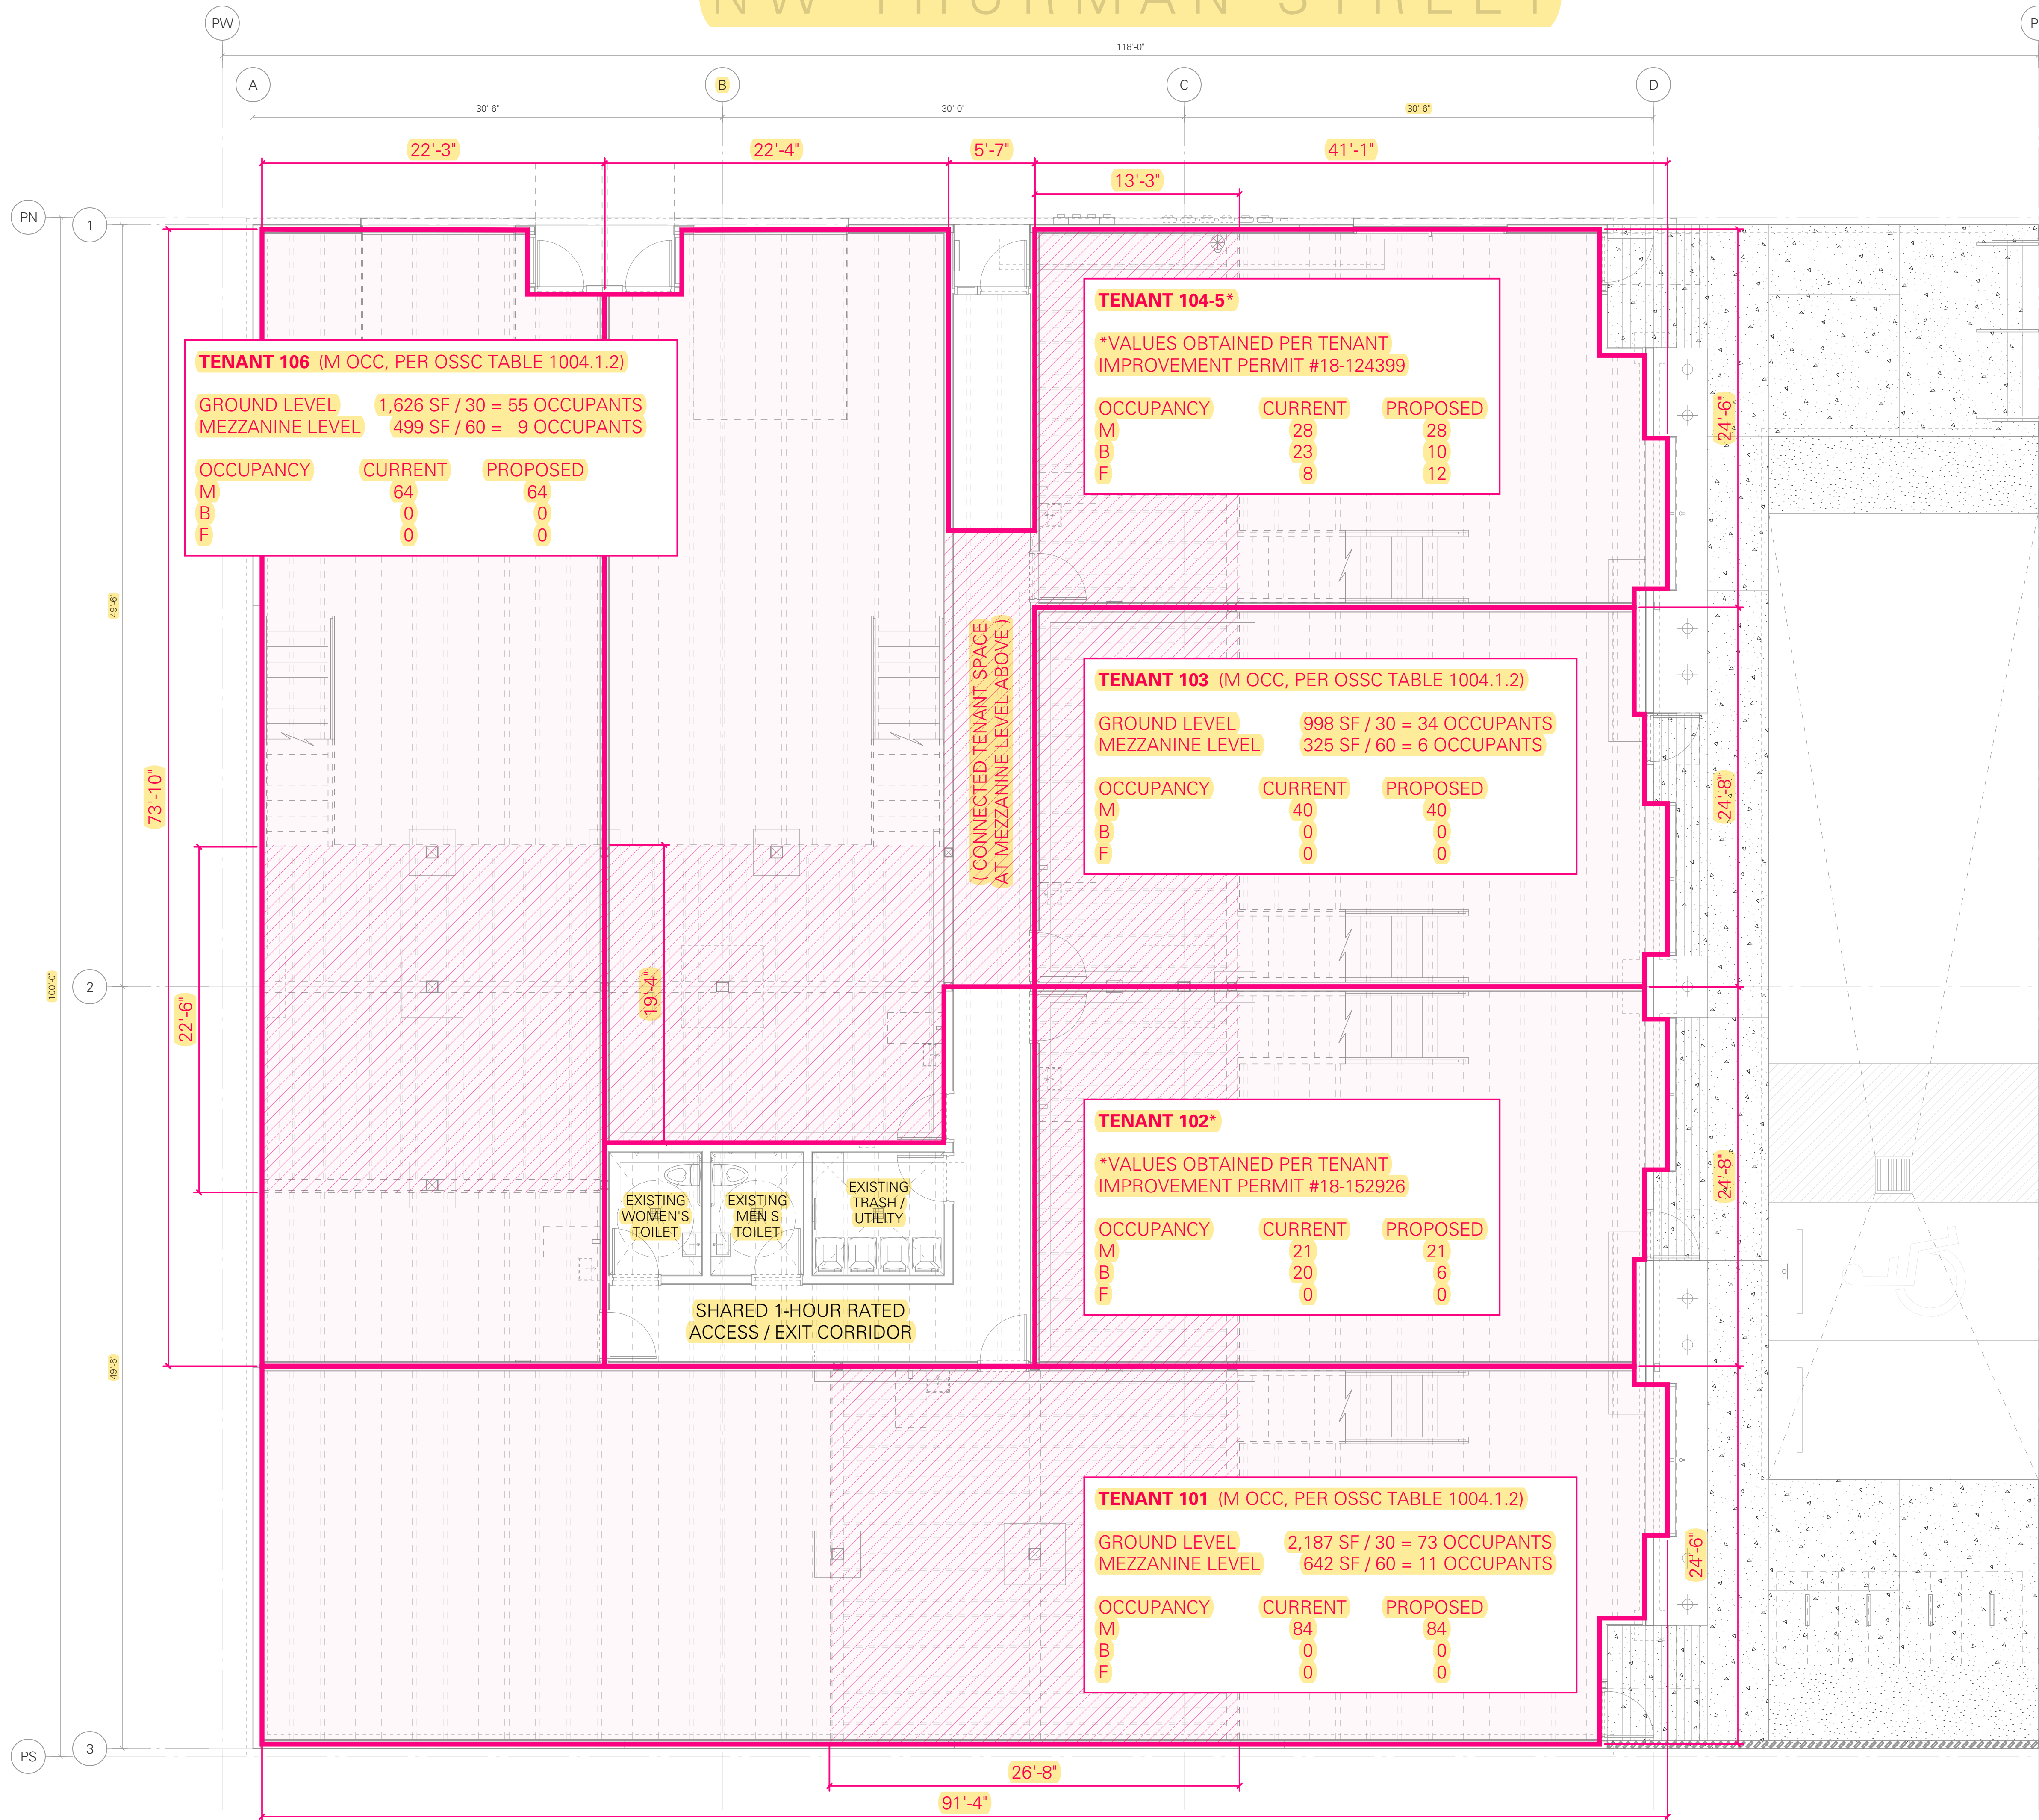 NW THURMAN STREET
PW
118'-0"
A
B
C
D
30'-6"
30'-0"
30'-6"
22'-3"
22'-4"
5'-7"
41'-1"
13'-3"
PN
1
TENANT 106 (M OCC, PER OSSC TABLE 1004.1.2)
GROUND LEVEL 1,626 SF / 30 = 55 OCCUPANTS
MEZZANINE LEVEL 499 SF / 60 = 9 OCCUPANTS
OCCUPANCY CURRENT PROPOSED
M 64 64
B 0 0
F 0 0
TENANT 104-5*
*VALUES OBTAINED PER TENANT
IMPROVEMENT PERMIT #18-124399
OCCUPANCY CURRENT PROPOSED
M 28 28
B 23 10
F 8 12
24'-6"
49'-6"
( CONNECTED TENANT SPACE
AT MEZZANINE LEVEL ABOVE )
TENANT 103 (M OCC, PER OSSC TABLE 1004.1.2)
GROUND LEVEL 998 SF / 30 = 34 OCCUPANTS
MEZZANINE LEVEL 325 SF / 60 = 6 OCCUPANTS
OCCUPANCY CURRENT PROPOSED
M 40 40
B 0 0
F 0 0
24'-8"
73'-10"
100'-0"
2
22'-6"
19'-4"
TENANT 102*
*VALUES OBTAINED PER TENANT
IMPROVEMENT PERMIT #18-152926
OCCUPANCY CURRENT PROPOSED
M 21 21
B 20 6
F 0 0
24'-8"
EXISTING
WOMEN'S
TOILET
EXISTING
MEN'S
TOILET
EXISTING
TRASH /
UTILITY
SHARED 1-HOUR RATED
ACCESS / EXIT CORRIDOR
49'-6"
TENANT 101 (M OCC, PER OSSC TABLE 1004.1.2)
GROUND LEVEL 2,187 SF / 30 = 73 OCCUPANTS
MEZZANINE LEVEL 642 SF / 60 = 11 OCCUPANTS
OCCUPANCY CURRENT PROPOSED
M 84 84
B 0 0
F 0 0
24'-6"
3
PS
26'-8"
91'-4"